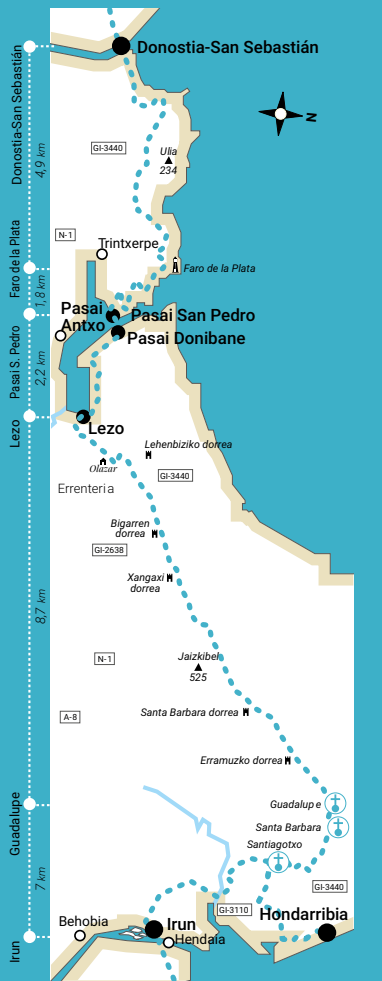 Donostia-San Sebastián
4,9 km
Faro de la Plata
1,8 km
Pasai S. Pedro
2,2 km
Lezo
8,7 km
Guadalupe
7 km
Irun
Donostia-San Sebastián
N
GI-3440
Ulia
234
N-1
Trintxerpe
Faro de la Plata
Pasai
Antxo
Pasai San Pedro
Pasai Donibane
Lezo
Lehenbiziko dorrea
Olazar
GI-3440
Errenteria
Bigarren
dorrea
GI-2638
Xangaxi
dorrea
N-1
Jaizkibel
525
A-8
Santa Barbara dorrea
Erramuzko dorrea
Guadalupe
Santa Barbara
Santiagotxo
GI-3440
GI-3110
Hondarribia
Behobia
Irun
Hendaia